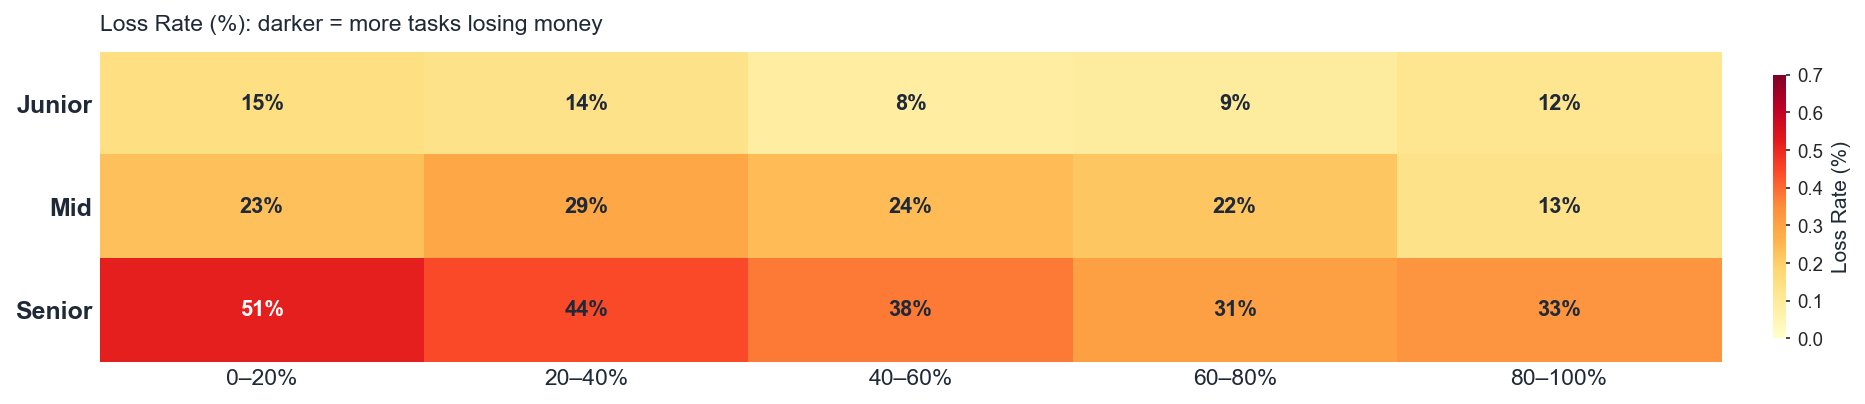 Loss Rate (%): darker = more tasks losing money
Junior 15% 14% 8% 9% 12%
Mid 23% 29% 24% 22% 13%
Senior 51% 44% 38% 31% 33%
0–20% 20–40% 40–60% 60–80% 80–100%
0.7
0.6
0.5
0.4
0.3
0.2
0.1
0.0
Loss Rate (%)